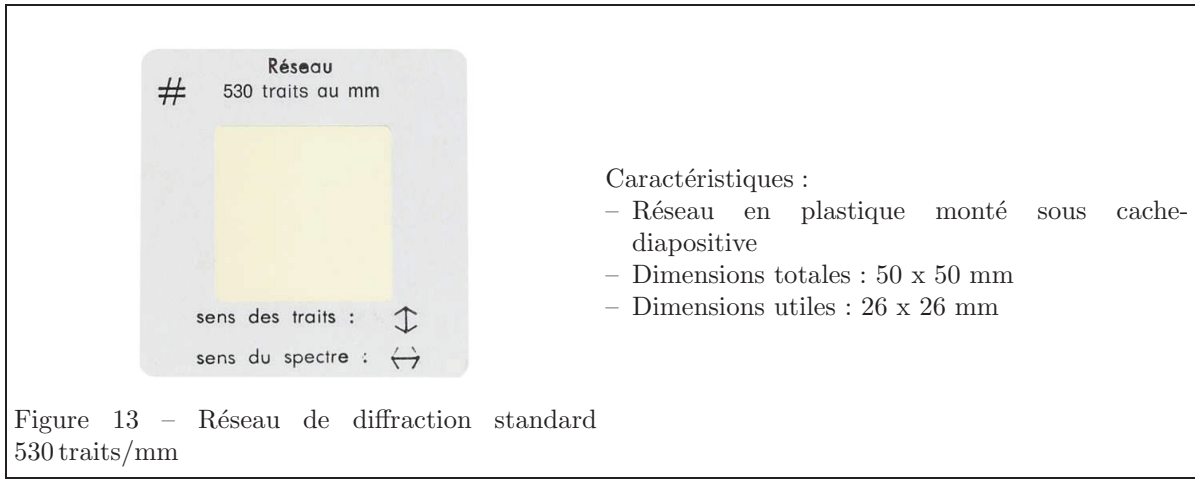 Réseau
# 530 traits au mm
sens des traits :
sens du spectre :
Figure 13 – Réseau de diffraction standard
530 traits/mm
Caractéristiques :
– Réseau en plastique monté sous cache-
diapositive
– Dimensions totales : 50 x 50 mm
– Dimensions utiles : 26 x 26 mm